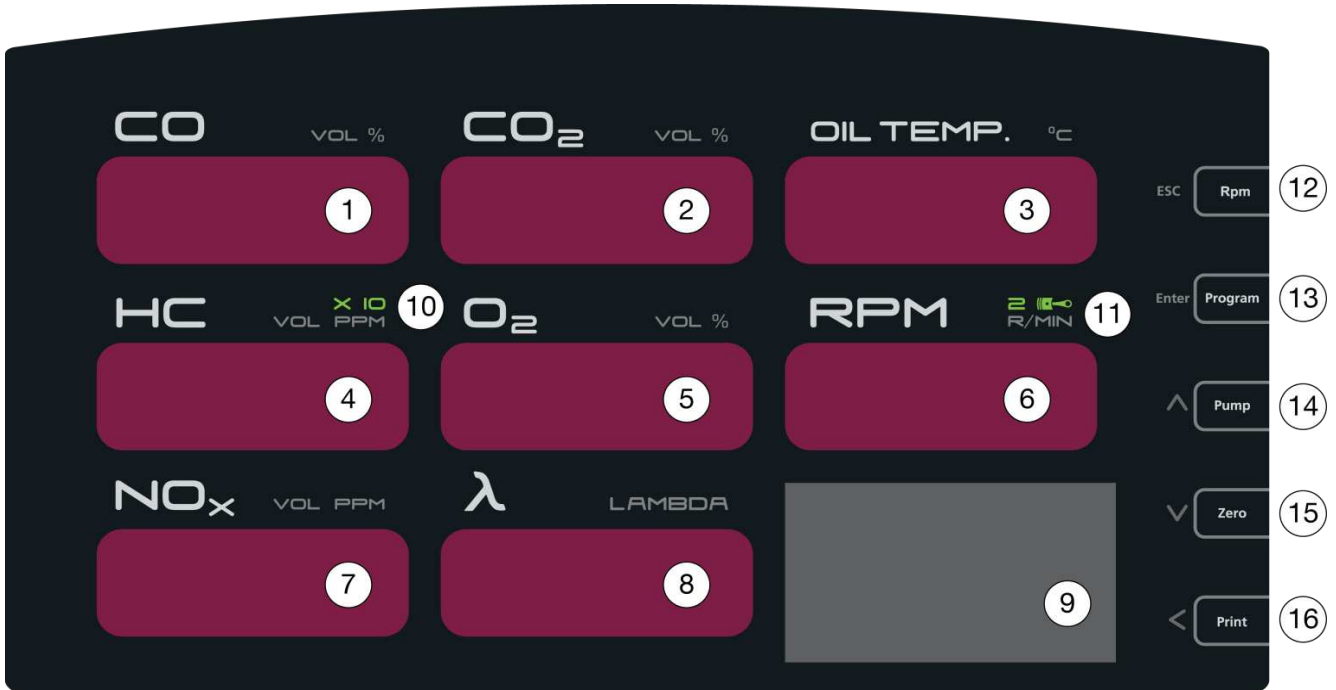 CO VOL %
CO₂ VOL %
OIL TEMP. °C
1
2
3
ESC Rpm 12
HC VOL PPM X 10 10
O₂ VOL %
RPM 2 R/MIN 11
Enter Program 13
4
5
6
Pump 14
NOx VOL PPM
λ LAMBDA
Zero 15
7
8
9
Print 16